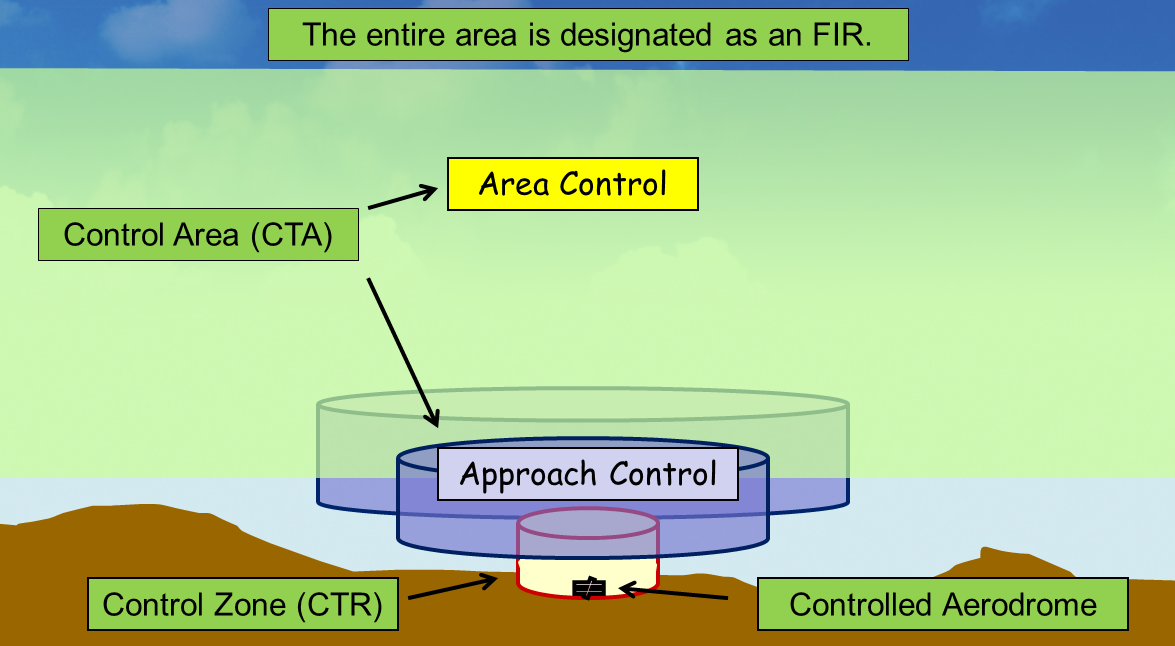 The entire area is designated as an FIR.
Area Control
Control Area (CTA)
Approach Control
Control Zone (CTR)
Controlled Aerodrome